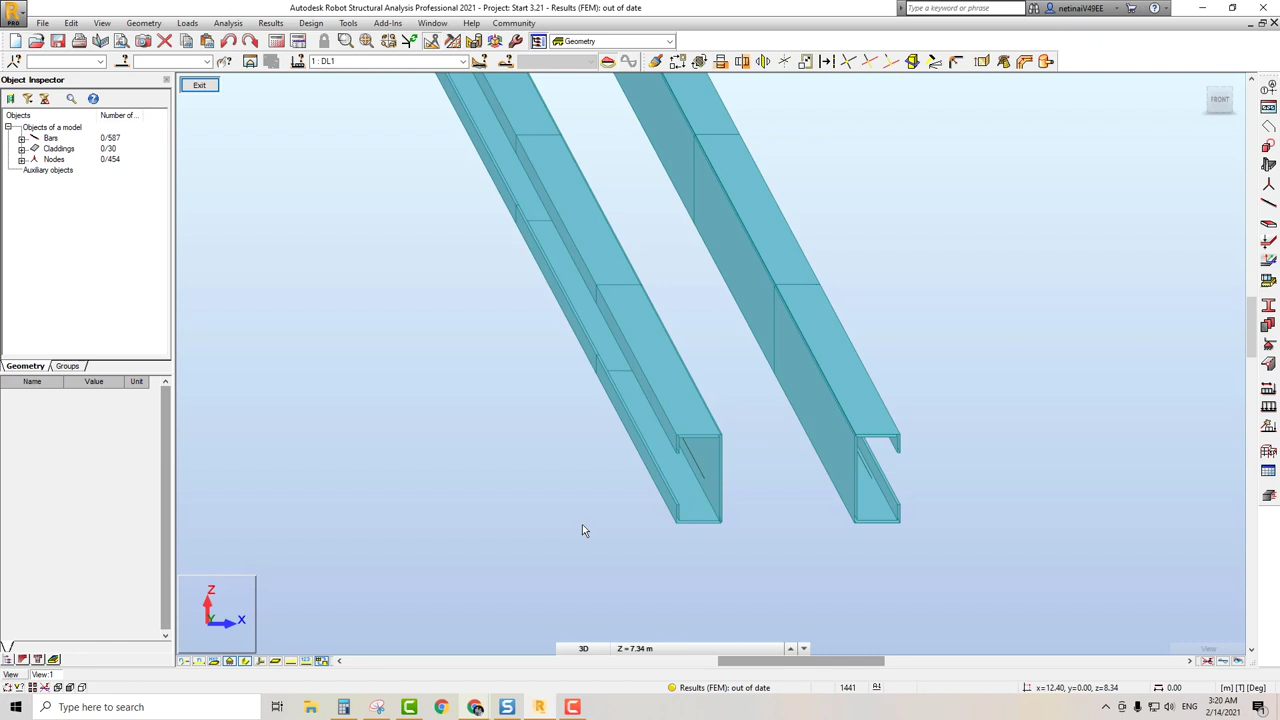 Autodesk Robot Structural Analysis Professional 2021 - Project: Start 3.21 - Results (FEM): out of date
Type a keyword or phrase
netinaiV49EE
PRO
File Edit View Geometry Loads Analysis Results Design Tools Add-Ins Window Help Community
Geometry
1 : DL1
Object Inspector
Exit
FRONT
Objects Number of...
Objects of a model
Bars 0/587
Claddings 0/30
Nodes 0/454
Auxiliary objects
Geometry Groups
Name Value Unit
Z
Y
X
3D Z = 7.34 m
View
View View:1
Results (FEM): out of date
1441
x=12.40, y=0.00, z=8.34
0.00
[m] [T] [Deg]
Type here to search
ENG
3:20 AM
2/14/2021